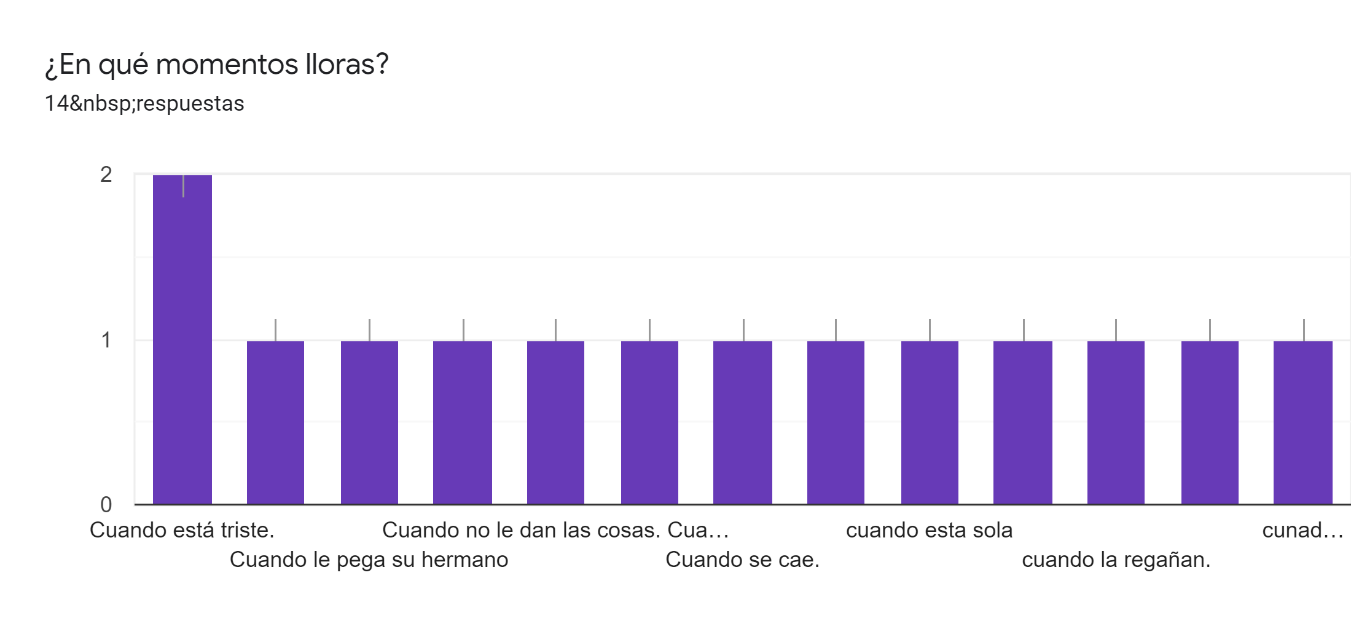 ¿En qué momentos lloras?
14&nbsp;respuestas
2
1
0
Cuando está triste.
Cuando le pega su hermano
Cuando no le dan las cosas. Cua…
Cuando se cae.
cuando esta sola
cuando la regañan.
cunad…